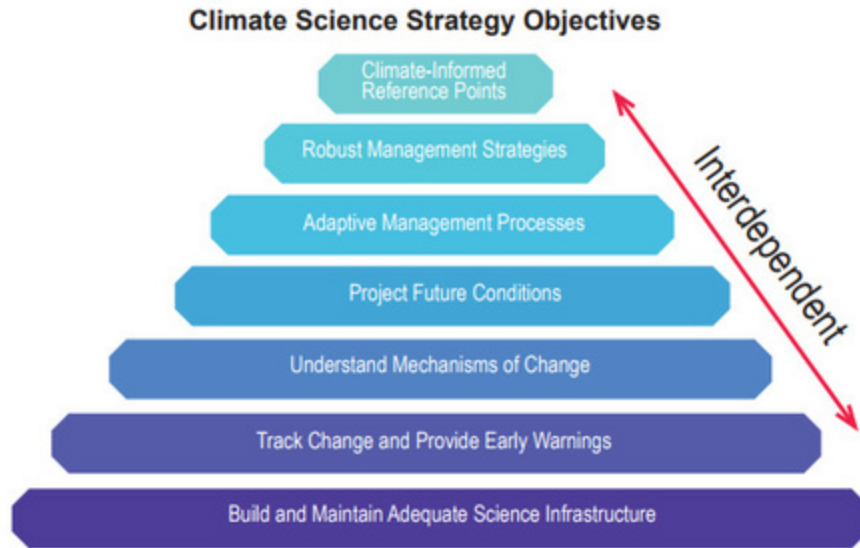 Climate Science Strategy Objectives
Climate-Informed
Reference Points
Robust Management Strategies
Adaptive Management Processes
Project Future Conditions
Understand Mechanisms of Change
Track Change and Provide Early Warnings
Build and Maintain Adequate Science Infrastructure
Interdependent